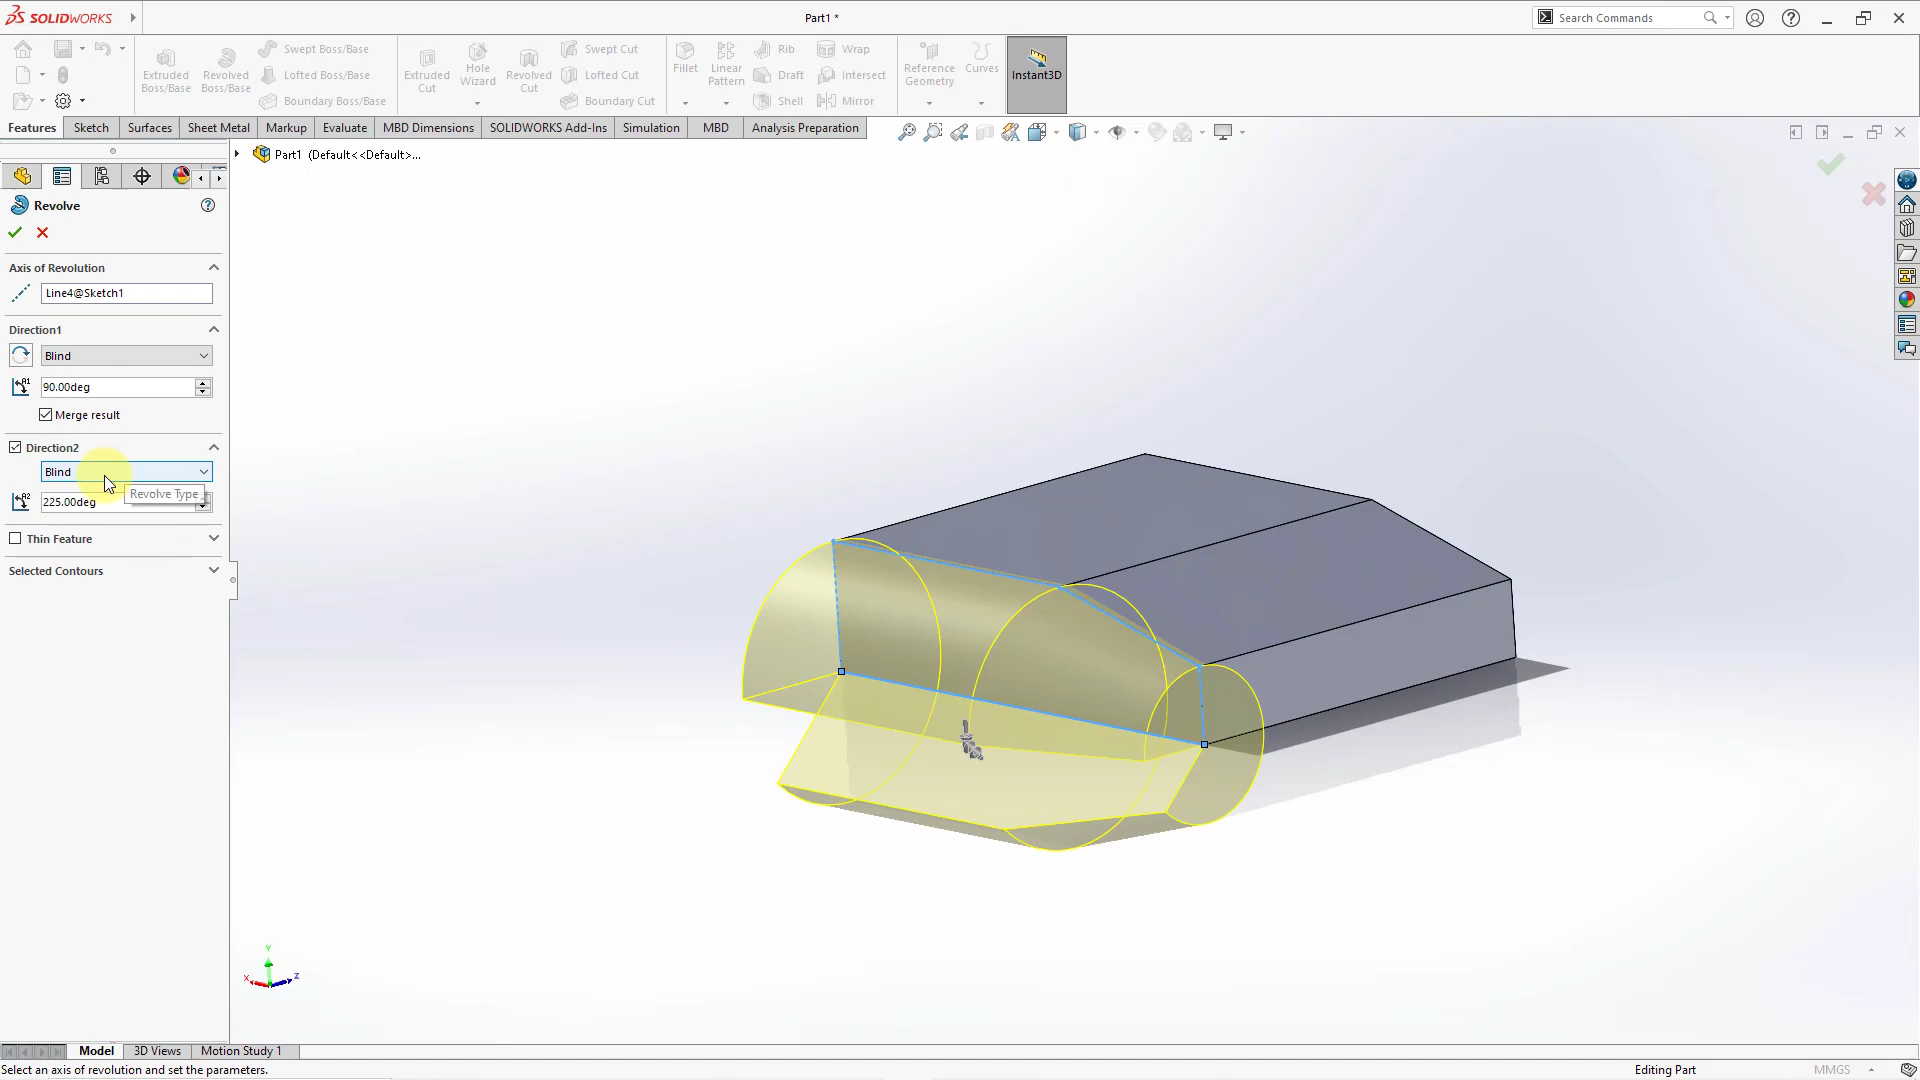 SOLIDWORKS
Part1 *
Search Commands
Extruded
Boss/Base
Revolved
Boss/Base
Swept Boss/Base
Lofted Boss/Base
Boundary Boss/Base
Extruded
Cut
Hole
Wizard
Revolved
Cut
Swept Cut
Lofted Cut
Boundary Cut
Fillet
Linear
Pattern
Rib
Draft
Shell
Wrap
Intersect
Mirror
Reference
Geometry
Curves
Instant3D
Features
Sketch
Surfaces
Sheet Metal
Markup
Evaluate
MBD Dimensions
SOLIDWORKS Add-Ins
Simulation
MBD
Analysis Preparation
Part1 (Default<<Default>...
Revolve
Axis of Revolution
Line4@Sketch1
Direction1
Blind
90.00deg
Merge result
Direction2
Blind
Revolve Type
225.00deg
Thin Feature
Selected Contours
Y
X
Z
Model
3D Views
Motion Study 1
Select an axis of revolution and set the parameters.
Editing Part
MMGS